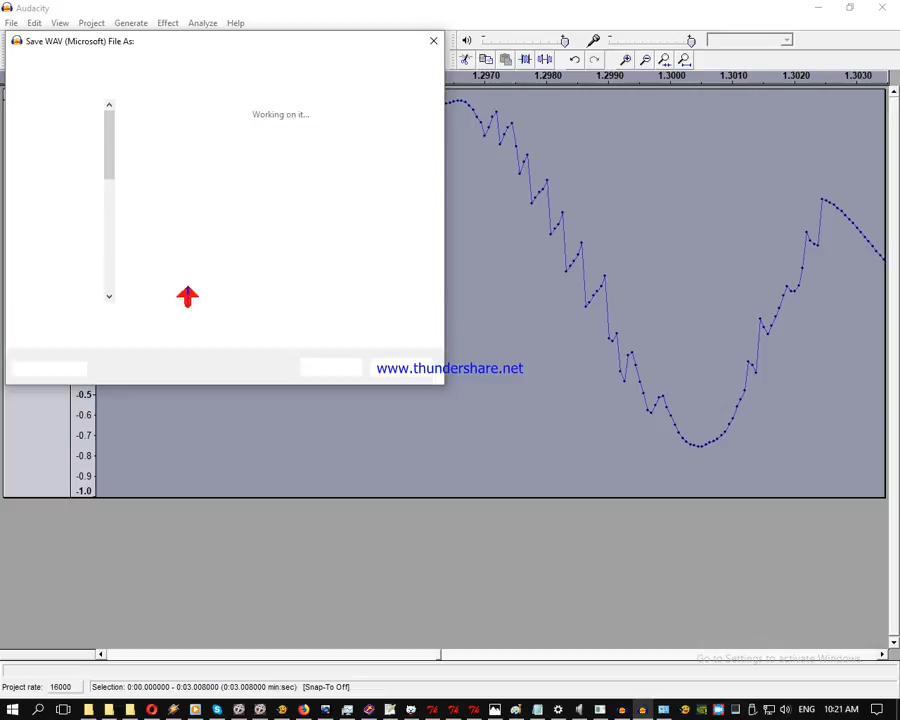 Audacity
File Edit View Project Generate Effect Analyze Help
Save WAV (Microsoft) File As:
1.2970 1.2980 1.2990 1.3000 1.3010 1.3020 1.3030
Working on it...
www.thundershare.net
-0.5
-0.6
-0.7
-0.8
-0.9
-1.0
Go to Settings to activate Windows.
Project rate: 16000 Selection: 0:00.000000 - 0:03.008000 (0:03.008000 min:sec) [Snap-To Off]
ENG 10:21 AM